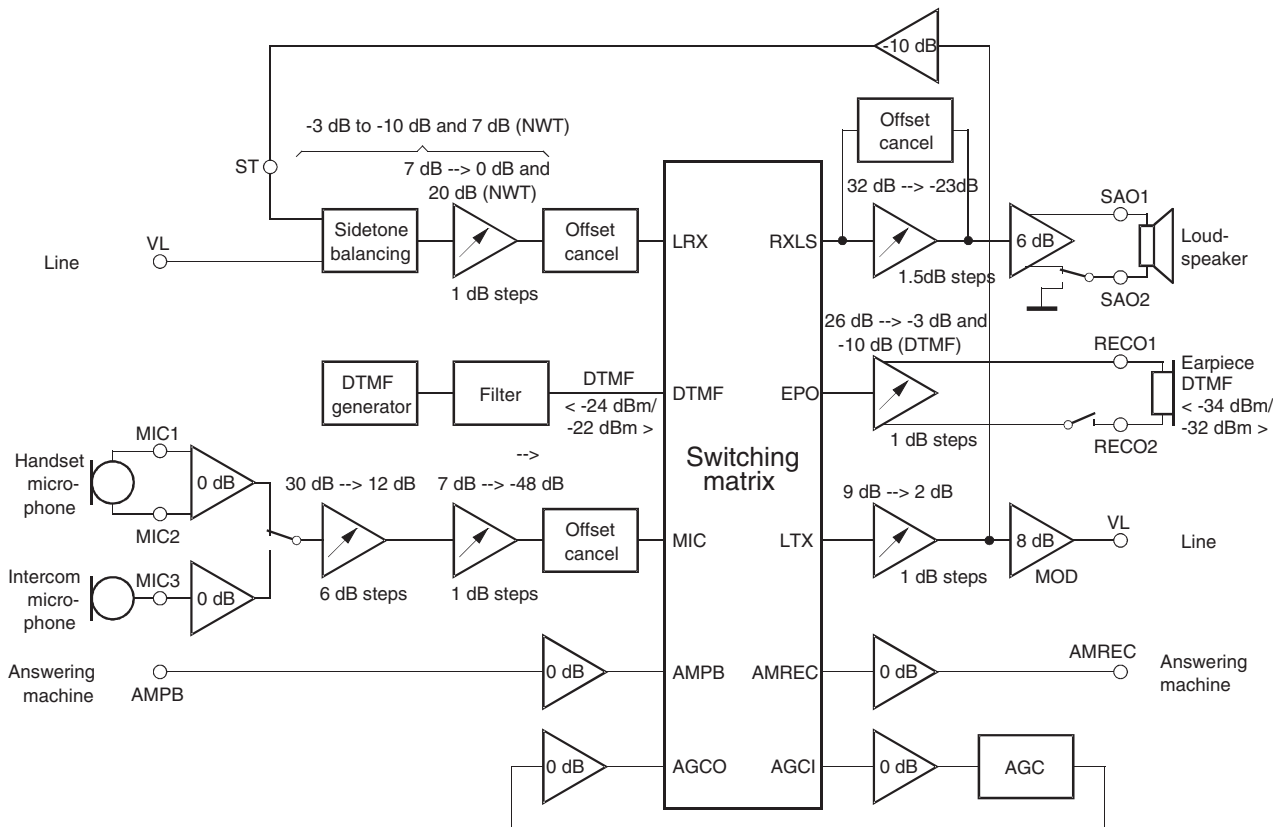 -10 dB
Offset
cancel
-3 dB to -10 dB and 7 dB (NWT)
ST
7 dB --> 0 dB and
20 dB (NWT)
32 dB -> -23dB
SAO1
VL
Line
Sidetone
balancing
Offset
cancel
LRX
RXLS
6 dB
Loud-
speaker
1 dB steps
1.5dB steps
SAO2
26 dB -> -3 dB and
-10 dB (DTMF)
RECO1
DTMF
generator
Filter
DTMF
< -24 dBm/
-22 dBm >
DTMF
EPO
Earpiece
DTMF
< -34 dBm/
-32 dBm >
1 dB steps
RECO2
MIC1
Handset
micro-
phone
0 dB
MIC2
-->
30 dB --> 12 dB
7 dB --> -48 dB
Switching
matrix
9 dB --> 2 dB
Offset
cancel
MIC
LTX
8 dB
VL
Line
6 dB steps
1 dB steps
1 dB steps
MOD
Intercom
micro-
phone
MIC3
0 dB
Answering
machine
AMPB
0 dB
AMPB
AMREC
0 dB
AMREC
Answering
machine
0 dB
AGCO
AGCI
0 dB
AGC